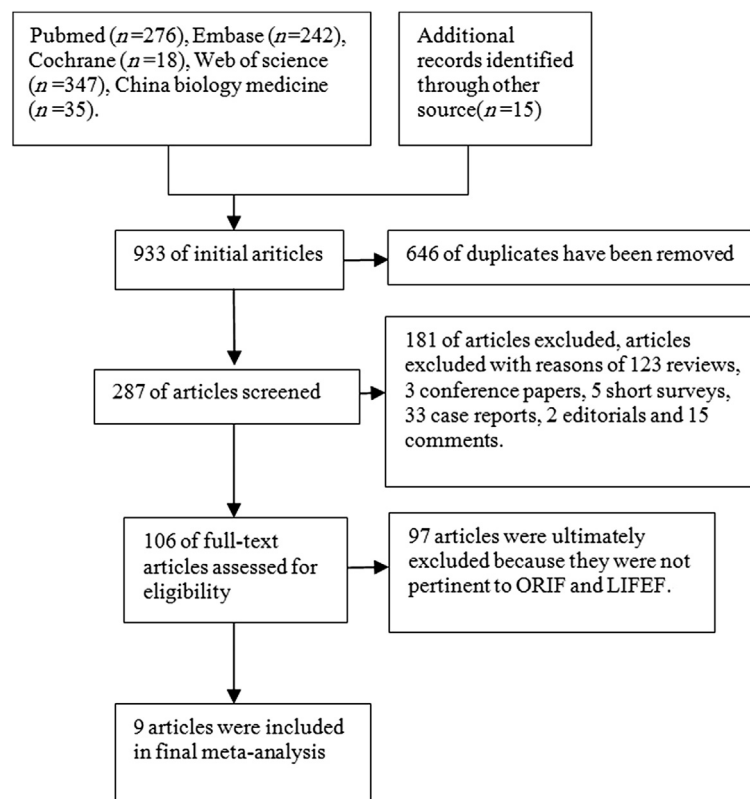 Pubmed (n=276), Embase (n=242),
Cochrane (n=18), Web of science
(n=347), China biology medicine
(n=35).
Additional
records identified
through other
source(n=15)
933 of initial ariticles
646 of duplicates have been removed
287 of articles screened
181 of articles excluded, articles
excluded with reasons of 123 reviews,
3 conference papers, 5 short surveys,
33 case reports, 2 editorials and 15
comments.
106 of full-text
articles assessed for
eligibility
97 articles were ultimately
excluded because they were not
pertinent to ORIF and LIFEF.
9 articles were included
in final meta-analysis